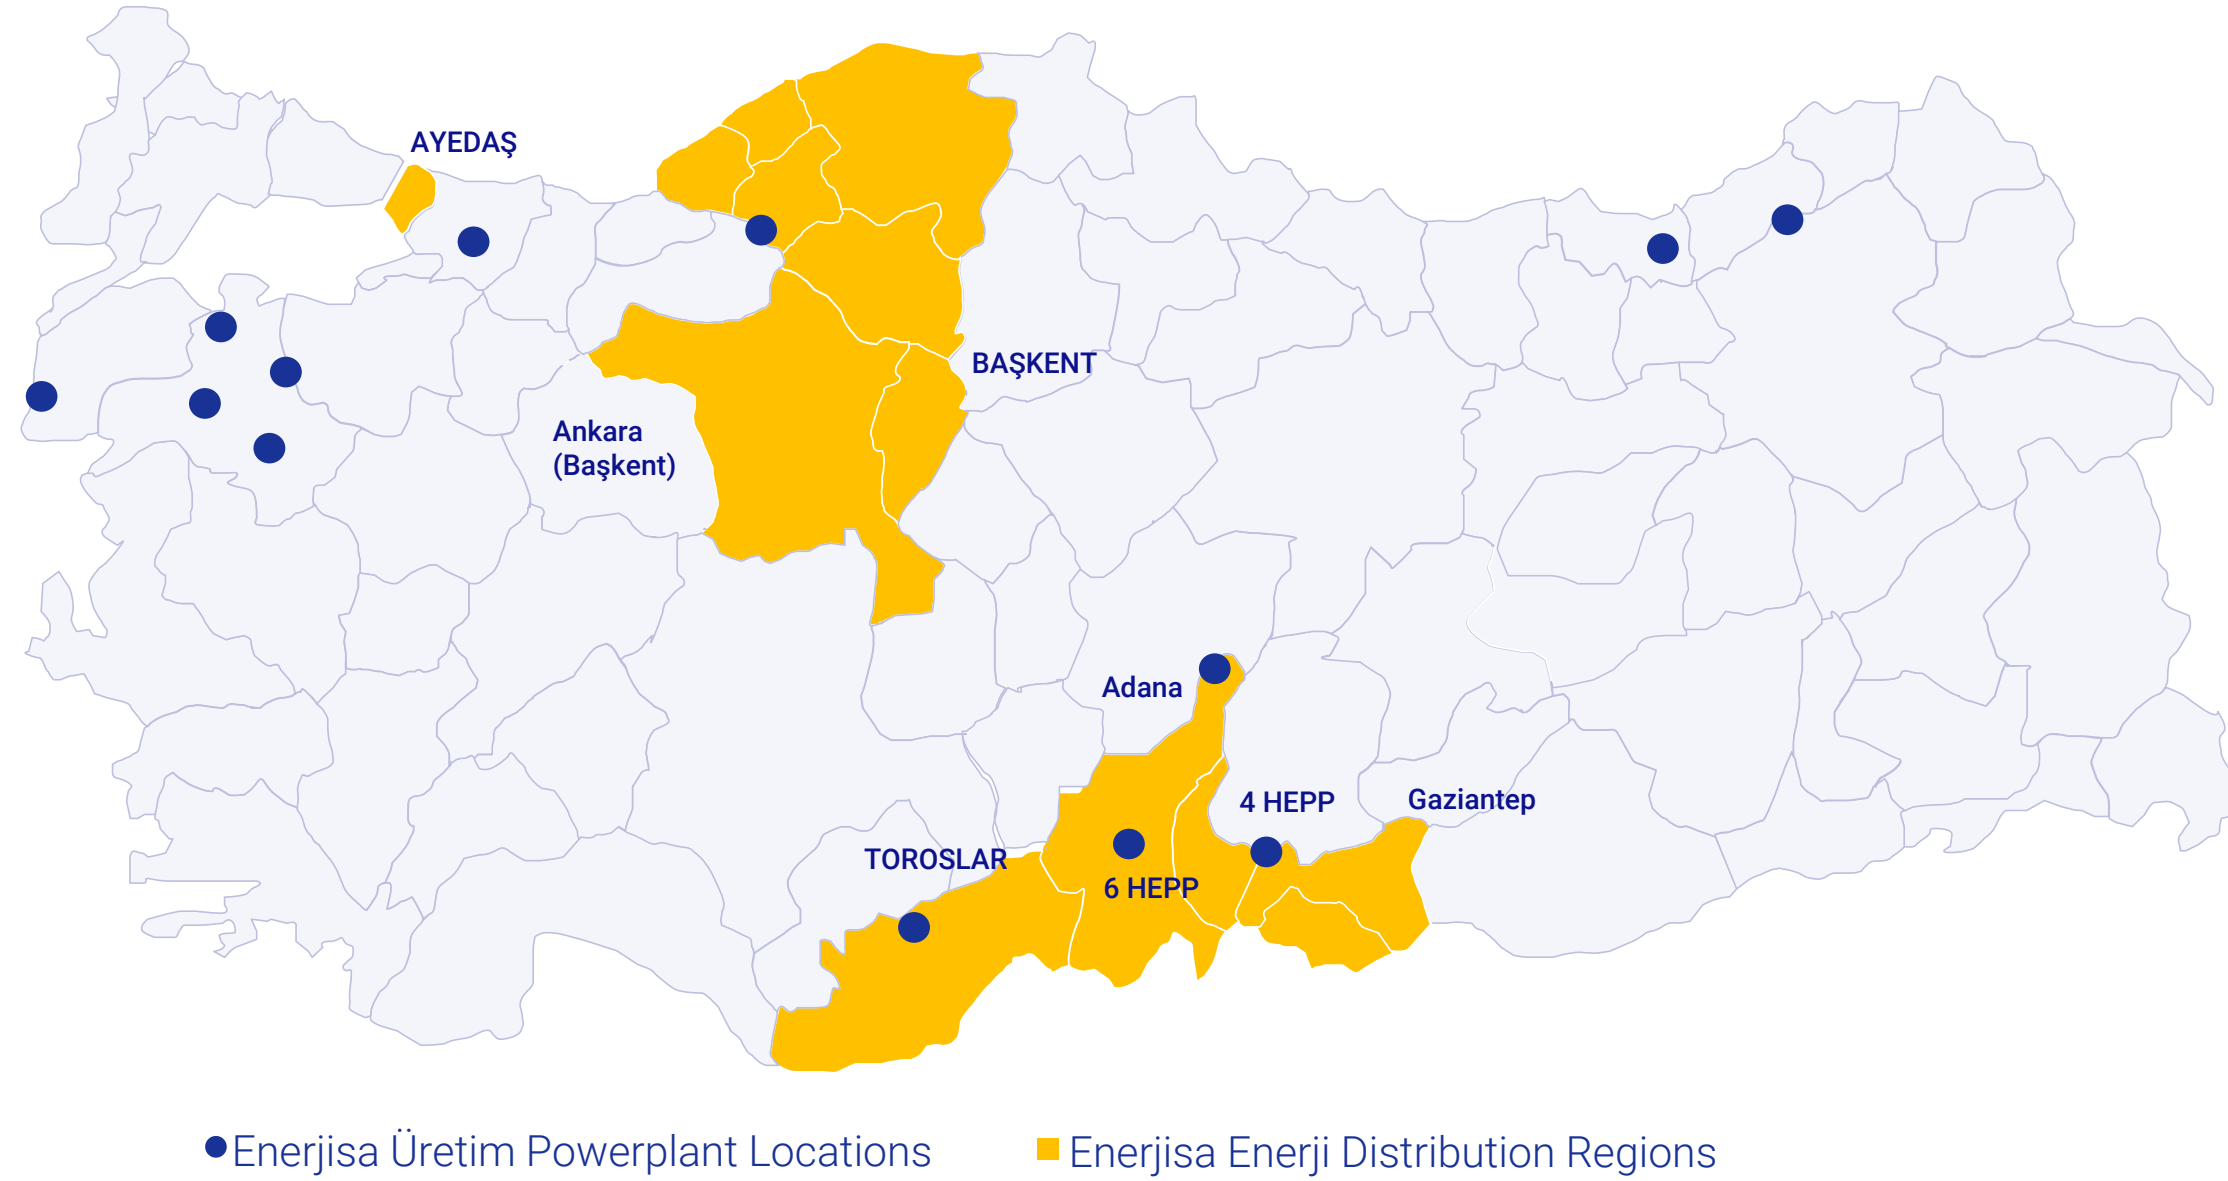 AYEDAŞ
BAŞKENT
Ankara
(Başkent)
Adana
4 HEPP
Gaziantep
TOROSLAR
6 HEPP
Enerjisa Üretim Powerplant Locations
Enerjisa Enerji Distribution Regions